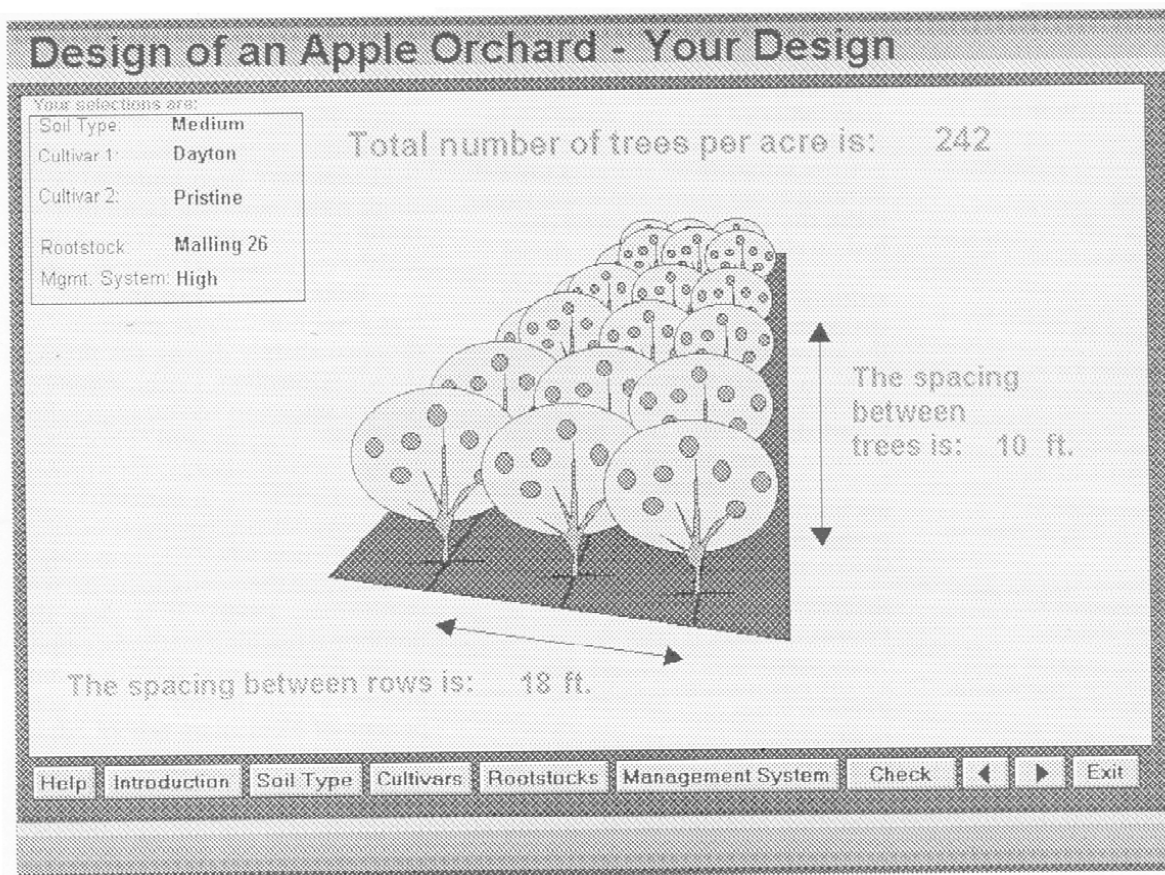 Design of an Apple Orchard - Your Design
Your selections are:
Soil Type: Medium
Cultivar 1: Dayton
Cultivar 2: Pristine
Rootstock: Malling 26
Mgmt. System: High
Total number of trees per acre is: 242
The spacing
between
trees is: 10 ft.
The spacing between rows is: 18 ft.
Help Introduction Soil Type Cultivars Rootstocks Management System Check Exit